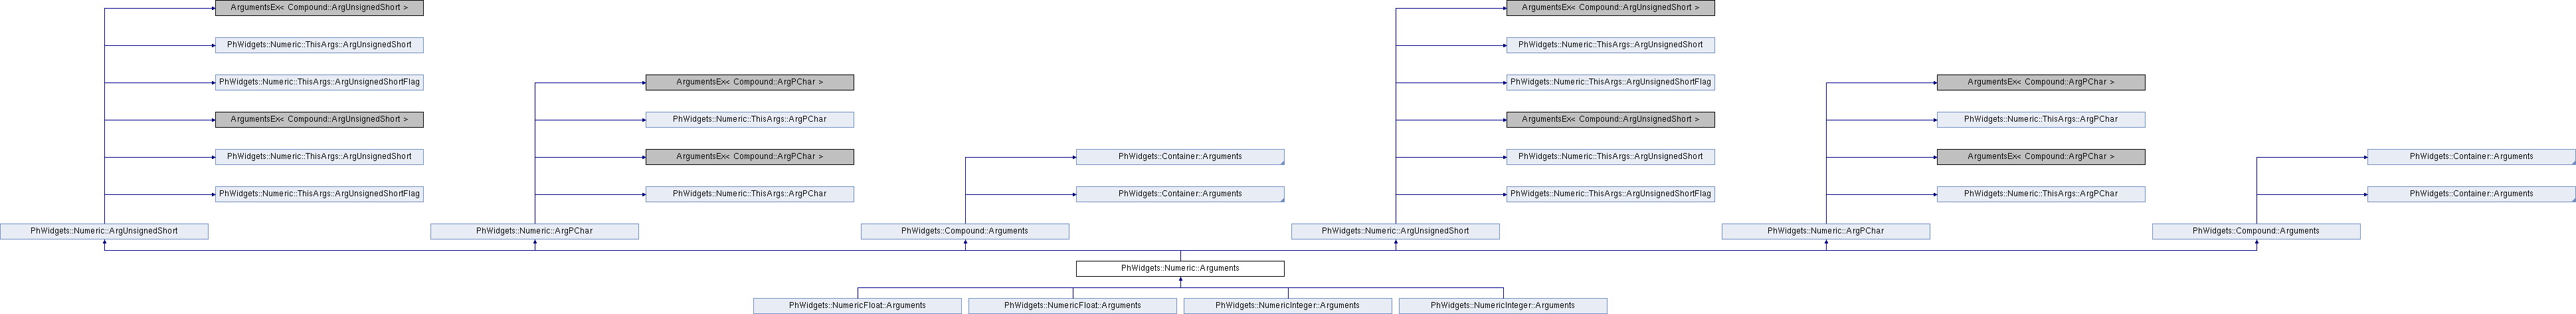 ArgumentsEx< Compound::ArgUnsignedShort >
ArgumentsEx< Compound::ArgUnsignedShort >
PhWidgets::Numeric::ThisArgs::ArgUnsignedShort
PhWidgets::Numeric::ThisArgs::ArgUnsignedShort
PhWidgets::Numeric::ThisArgs::ArgUnsignedShortFlag
ArgumentsEx< Compound::ArgPChar >
PhWidgets::Numeric::ThisArgs::ArgUnsignedShortFlag
ArgumentsEx< Compound::ArgPChar >
ArgumentsEx< Compound::ArgUnsignedShort >
PhWidgets::Numeric::ThisArgs::ArgPChar
ArgumentsEx< Compound::ArgUnsignedShort >
PhWidgets::Numeric::ThisArgs::ArgPChar
PhWidgets::Numeric::ThisArgs::ArgUnsignedShort
ArgumentsEx< Compound::ArgPChar >
PhWidgets::Container::Arguments
PhWidgets::Numeric::ThisArgs::ArgUnsignedShort
ArgumentsEx< Compound::ArgPChar >
PhWidgets::Container::Arguments
PhWidgets::Numeric::ThisArgs::ArgUnsignedShortFlag
PhWidgets::Numeric::ThisArgs::ArgPChar
PhWidgets::Container::Arguments
PhWidgets::Numeric::ThisArgs::ArgUnsignedShortFlag
PhWidgets::Numeric::ThisArgs::ArgPChar
PhWidgets::Container::Arguments
PhWidgets::Numeric::ArgUnsignedShort
PhWidgets::Numeric::ArgPChar
PhWidgets::Compound::Arguments
PhWidgets::Numeric::ArgUnsignedShort
PhWidgets::Numeric::ArgPChar
PhWidgets::Compound::Arguments
PhWidgets::Numeric::Arguments
PhWidgets::NumericFloat::Arguments
PhWidgets::NumericFloat::Arguments
PhWidgets::NumericInteger::Arguments
PhWidgets::NumericInteger::Arguments